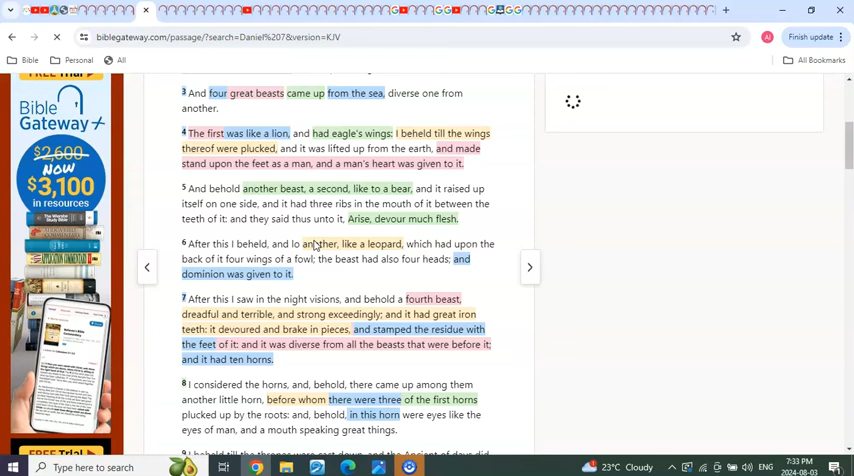 Finish update
biblegateway.com/passage/?search=Daniel%207&version=KJV
AI
Bible
Personal
All
All Bookmarks
Bible
Gateway+
$2,600
NOW
$3,100
in resources
3 And four great beasts came up from the sea, diverse one from
another.
4 The first was like a lion, and had eagle's wings: I beheld till the wings
thereof were plucked, and it was lifted up from the earth, and made
stand upon the feet as a man, and a man's heart was given to it.
5 And behold another beast, a second, like to a bear, and it raised up
itself on one side, and it had three ribs in the mouth of it between the
teeth of it: and they said thus unto it, Arise, devour much flesh.
6 After this I beheld, and lo another, like a leopard, which had upon the
back of it four wings of a fowl; the beast had also four heads; and
dominion was given to it.
7 After this I saw in the night visions, and behold a fourth beast,
dreadful and terrible, and strong exceedingly; and it had great iron
teeth: it devoured and brake in pieces, and stamped the residue with
the feet of it: and it was diverse from all the beasts that were before it;
and it had ten horns.
8 I considered the horns, and, behold, there came up among them
another little horn, before whom there were three of the first horns
plucked up by the roots: and, behold, in this horn were eyes like the
eyes of man, and a mouth speaking great things.
Type here to search
23°C Cloudy
ENG
7:33 PM
2024-08-03